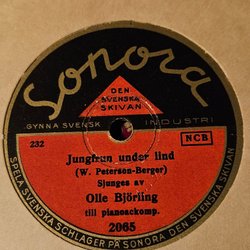 Sonora
DEN
SVENSKA
SKIVAN
GYNNA SVENSK INDUSTRI
232
NCB
Jungfrun under lind
(W. Peterson-Berger)
Sjunges av
Olle Björling
till pianoackomp.
2065
SPELA SVENSKA SCHLAGER PÅ SONORA DEN SVENSKA SKIVAN